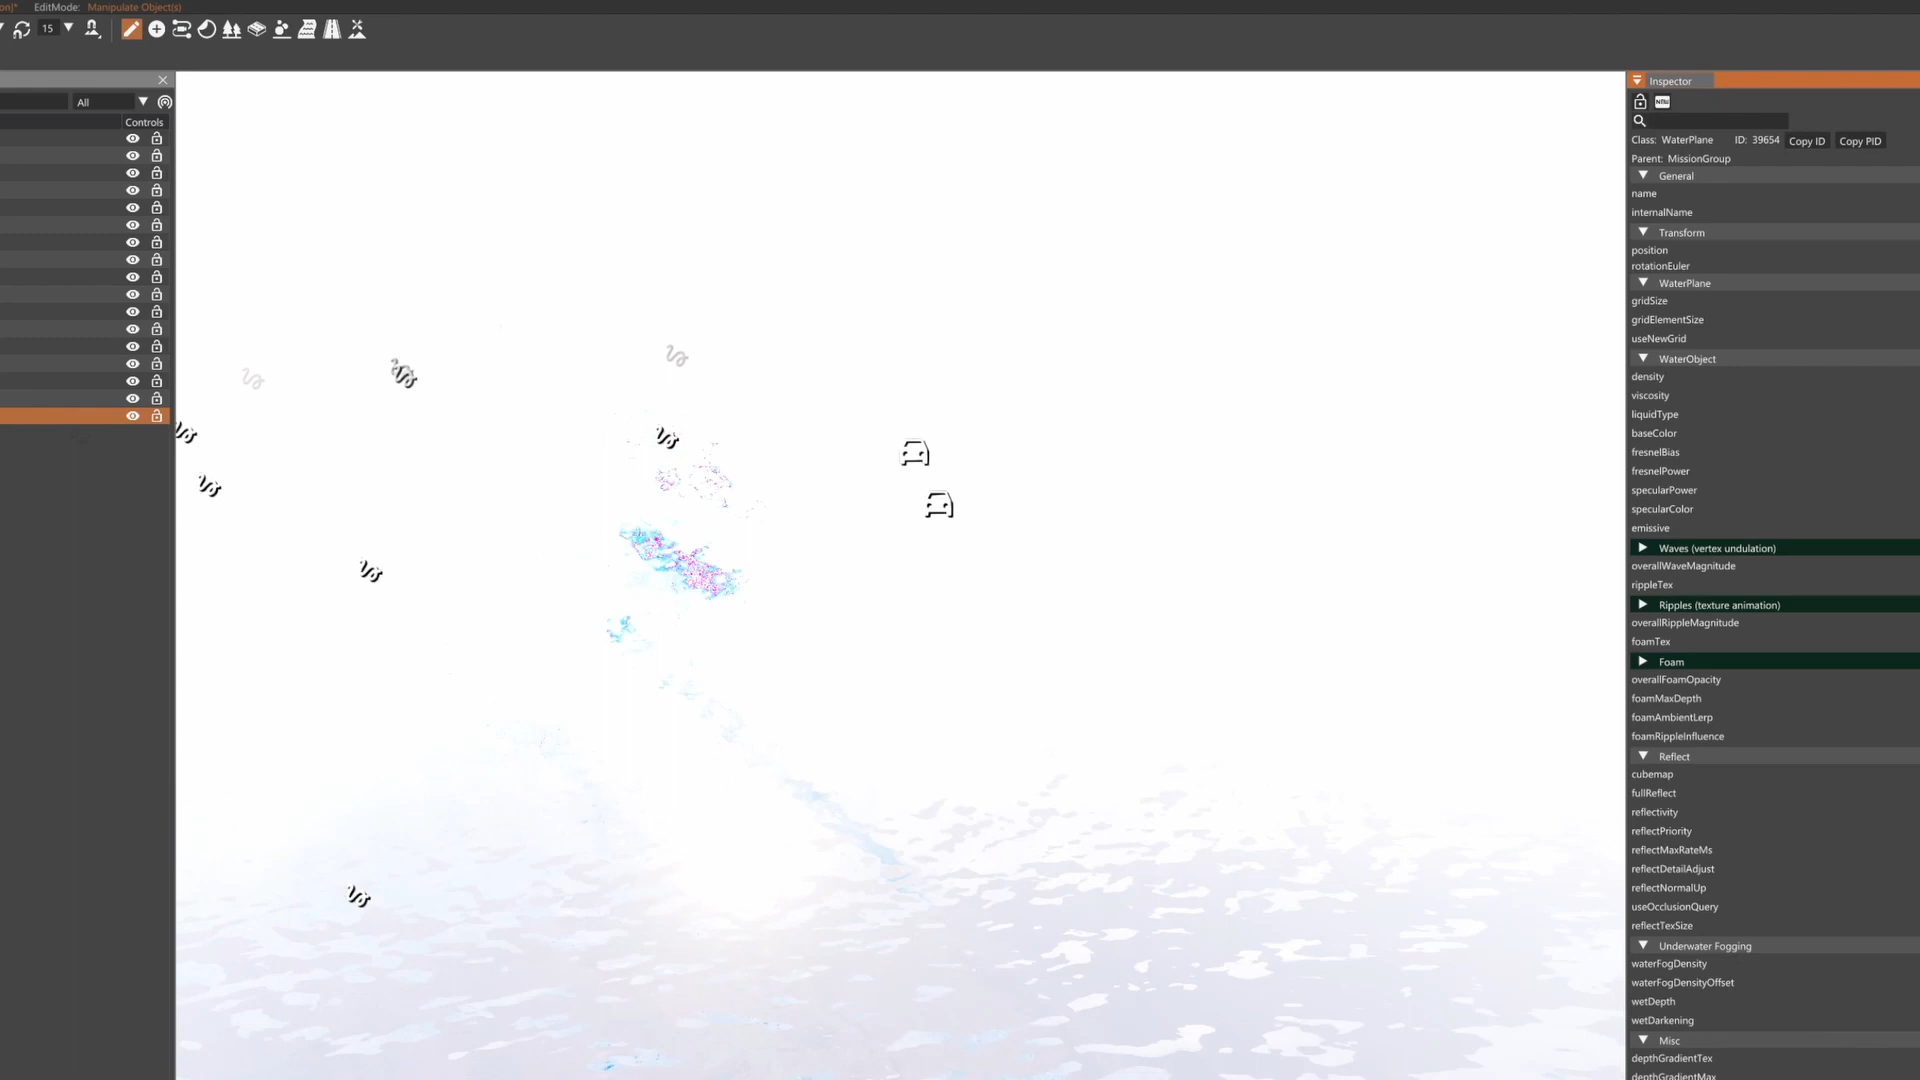 on]* EditMode: Manipulate Object(s)
15
All
Controls
Inspector
NEW
Class: WaterPlane ID: 39654 Copy ID Copy PID
Parent: MissionGroup
General
name
internalName
Transform
position
rotationEuler
WaterPlane
gridSize
gridElementSize
useNewGrid
WaterObject
density
viscosity
liquidType
baseColor
fresnelBias
fresnelPower
specularPower
specularColor
emissive
Waves (vertex undulation)
overallWaveMagnitude
rippleTex
Ripples (texture animation)
overallRippleMagnitude
foamTex
Foam
overallFoamOpacity
foamMaxDepth
foamAmbientLerp
foamRippleInfluence
Reflect
cubemap
fullReflect
reflectivity
reflectPriority
reflectMaxRateMs
reflectDetailAdjust
reflectNormalUp
useOcclusionQuery
reflectTexSize
Underwater Fogging
waterFogDensity
waterFogDensityOffset
wetDepth
wetDarkening
Misc
depthGradientTex
depthGradientMax